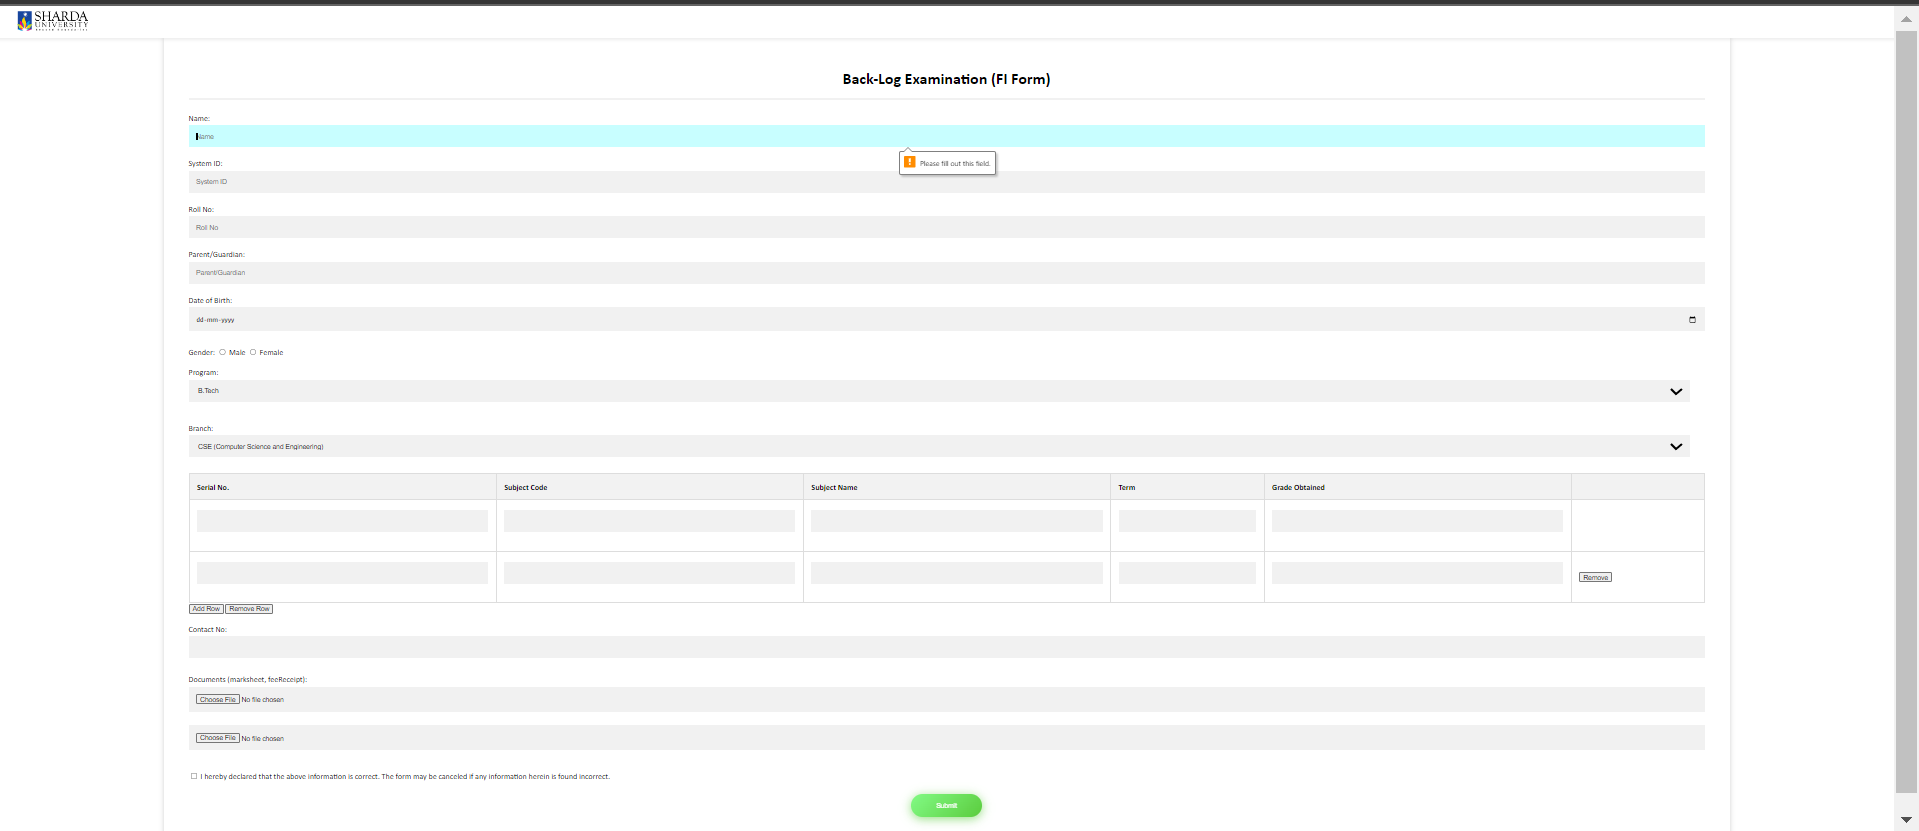 SHARDA
UNIVERSITY
Back-Log Examination (FI Form)
Name:
Name
Please fill out this field.
System ID:
System ID
Roll No:
Roll No
Parent/Guardian:
Parent/Guardian
Date of Birth:
dd-mm-yyyy
Gender: Male Female
Program:
B.Tech
Branch:
CSE (Computer Science and Engineering)
Serial No. Subject Code Subject Name Term Grade Obtained
Remove
Add Row Remove Row
Contact No:
Documents (marksheet, feeReceipt):
Choose File No file chosen
Choose File No file chosen
I hereby declared that the above information is correct. The form may be canceled if any information herein is found incorrect.
Submit